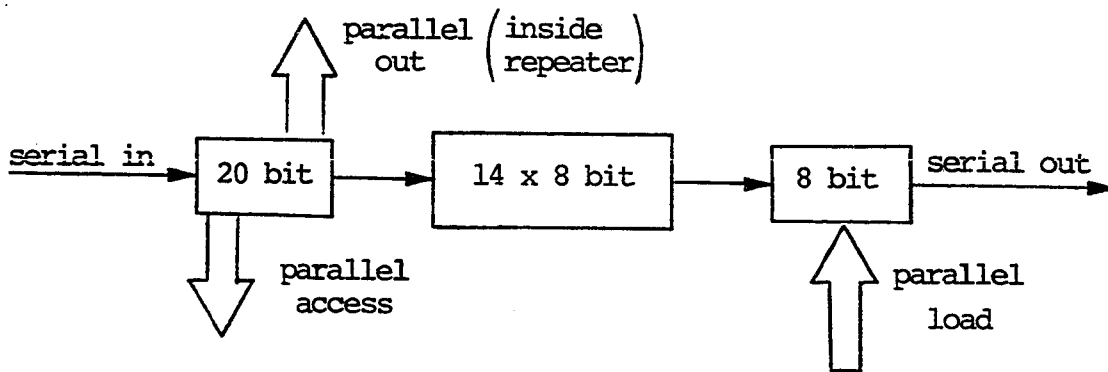 parallel (inside
out repeater)
serial in
20 bit
14 x 8 bit
8 bit
serial out
parallel
access
parallel
load